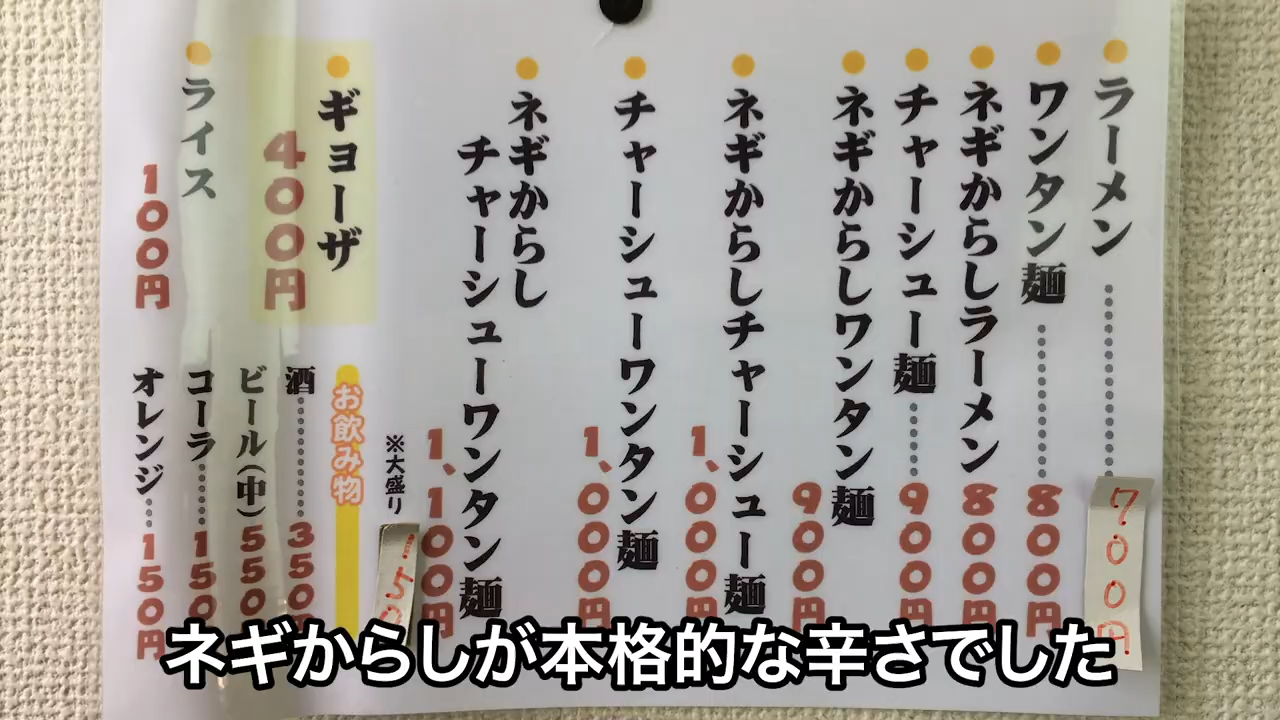 ラーメン………700円
ワンタン麺………800円
ネギからしラーメン 800円
チャーシュー麺……900円
ネギからしワンタン麺 900円
ネギからしチャーシュー麺 1,000円
チャーシューワンタン麺 1,000円
ネギからし
チャーシューワンタン麺 1,100円
※大盛り
ギョーザ 400円
ライス 100円
お飲み物
酒………350円
ビール(中) 550
コーラ……150
オレンジ…150円
ネギからしが本格的な辛さでした